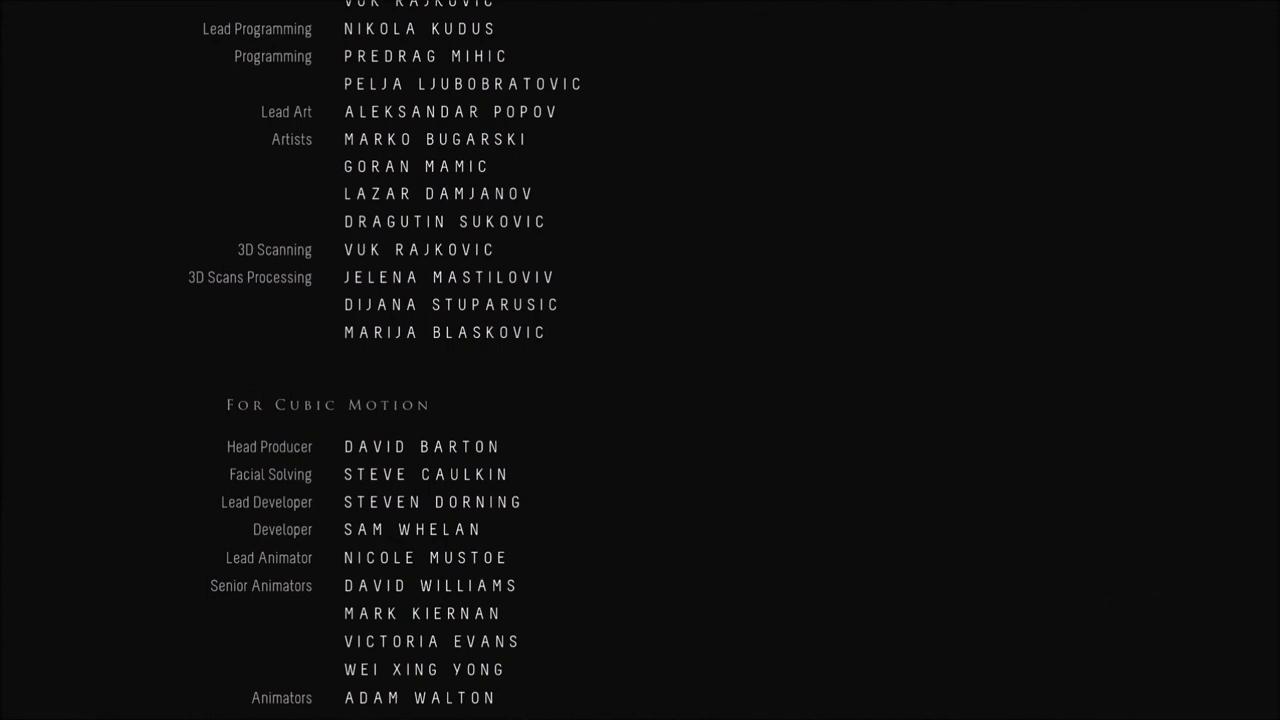 VUK RAJKOVIC
Lead Programming NIKOLA KUDUS
Programming PREDRAG MIHIC
PELJA LJUBOBRATOVIC
Lead Art ALEKSANDAR POPOV
Artists MARKO BUGARSKI
GORAN MAMIC
LAZAR DAMJANOV
DRAGUTIN SUKOVIC
3D Scanning VUK RAJKOVIC
3D Scans Processing JELENA MASTILOVIV
DIJANA STUPARUSIC
MARIJA BLASKOVIC
FOR CUBIC MOTION
Head Producer DAVID BARTON
Facial Solving STEVE CAULKIN
Lead Developer STEVEN DORNING
Developer SAM WHELAN
Lead Animator NICOLE MUSTOE
Senior Animators DAVID WILLIAMS
MARK KIERNAN
VICTORIA EVANS
WEI XING YONG
Animators ADAM WALTON